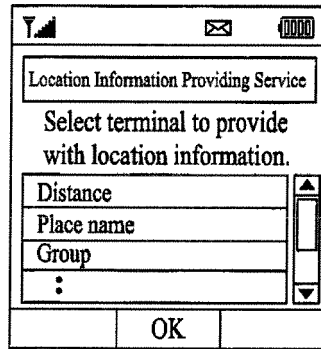 Location Information Providing Service
Select terminal to provide
with location information.
Distance
Place name
Group
:
OK